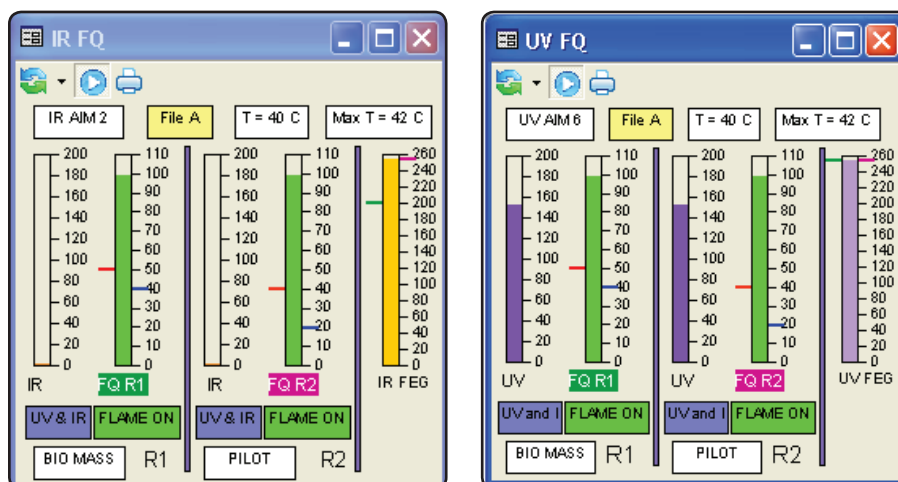 IR FQ
IR AIM 2 File A T = 40 C Max T = 42 C
200 110 200 110 260
180 100 180 100 240
160 90 160 90 220
140 80 140 80 200
120 70 120 70 180
100 60 100 60 160
80 50 80 50 140
60 40 60 40 120
40 30 40 30 100
20 20 20 20 80
0 10 0 10 60
0 0 40
20
0
IR FQ R1 IR FQ R2 IR FEG
UV & IR FLAME ON UV & IR FLAME ON
BIO MASS R1 PILOT R2
UV FQ
UV AIM 6 File A T = 40 C Max T = 42 C
200 110 200 110 260
180 100 180 100 240
160 90 160 90 220
140 80 140 80 200
120 70 120 70 180
100 60 100 60 160
80 50 80 50 140
60 40 60 40 120
40 30 40 30 100
20 20 20 20 80
0 10 0 10 60
0 0 40
20
0
UV FQ R1 UV FQ R2 UV FEG
UV and I FLAME ON UV and I FLAME ON
BIO MASS R1 PILOT R2